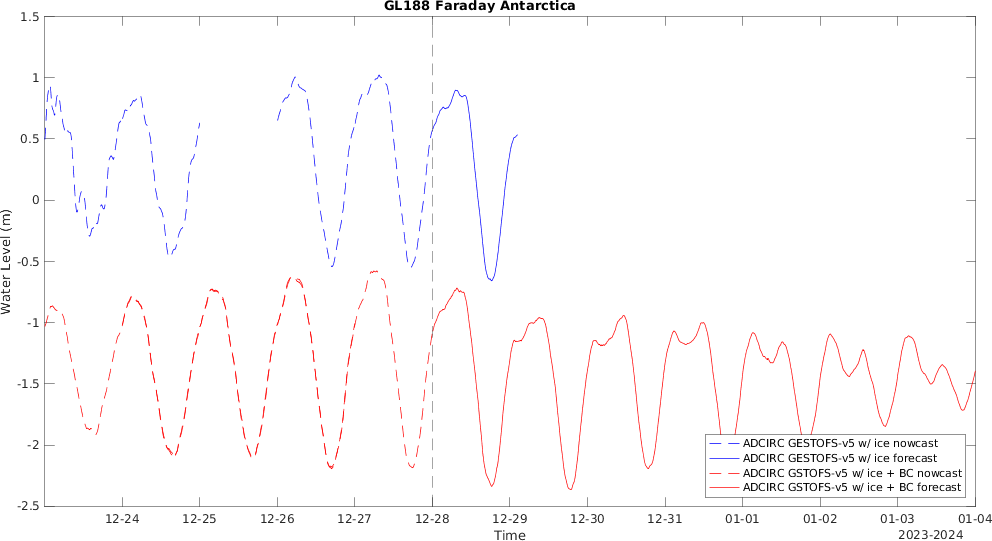 GL188 Faraday Antarctica
1.5
1
0.5
0
-0.5
-1
-1.5
-2
-2.5
Water Level (m)
ADCIRC GESTOFS-v5 w/ ice nowcast
ADCIRC GESTOFS-v5 w/ ice forecast
ADCIRC GSTOFS-v5 w/ ice + BC nowcast
ADCIRC GSTOFS-v5 w/ ice + BC forecast
12-24 12-25 12-26 12-27 12-28 12-29 12-30 12-31 01-01 01-02 01-03 01-04
Time
2023-2024